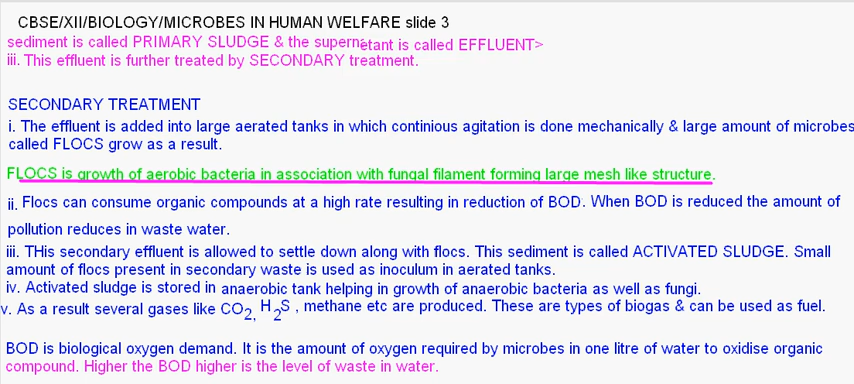 CBSE/XII/BIOLOGY/MICROBES IN HUMAN WELFARE slide 3
sediment is called PRIMARY SLUDGE & the supernetant is called EFFLUENT>
iii. This effluent is further treated by SECONDARY treatment.
SECONDARY TREATMENT
i. The effluent is added into large aerated tanks in which continious agitation is done mechanically & large amount of microbes
called FLOCS grow as a result.
FLOCS is growth of aerobic bacteria in association with fungal filament forming large mesh like structure.
ii. Flocs can consume organic compounds at a high rate resulting in reduction of BOD. When BOD is reduced the amount of
pollution reduces in waste water.
iii. THis secondary effluent is allowed to settle down along with flocs. This sediment is called ACTIVATED SLUDGE. Small
amount of flocs present in secondary waste is used as inoculum in aerated tanks.
iv. Activated sludge is stored in anaerobic tank helping in growth of anaerobic bacteria as well as fungi.
v. As a result several gases like CO2, H2S , methane etc are produced. These are types of biogas & can be used as fuel.
BOD is biological oxygen demand. It is the amount of oxygen required by microbes in one litre of water to oxidise organic
compound. Higher the BOD higher is the level of waste in water.